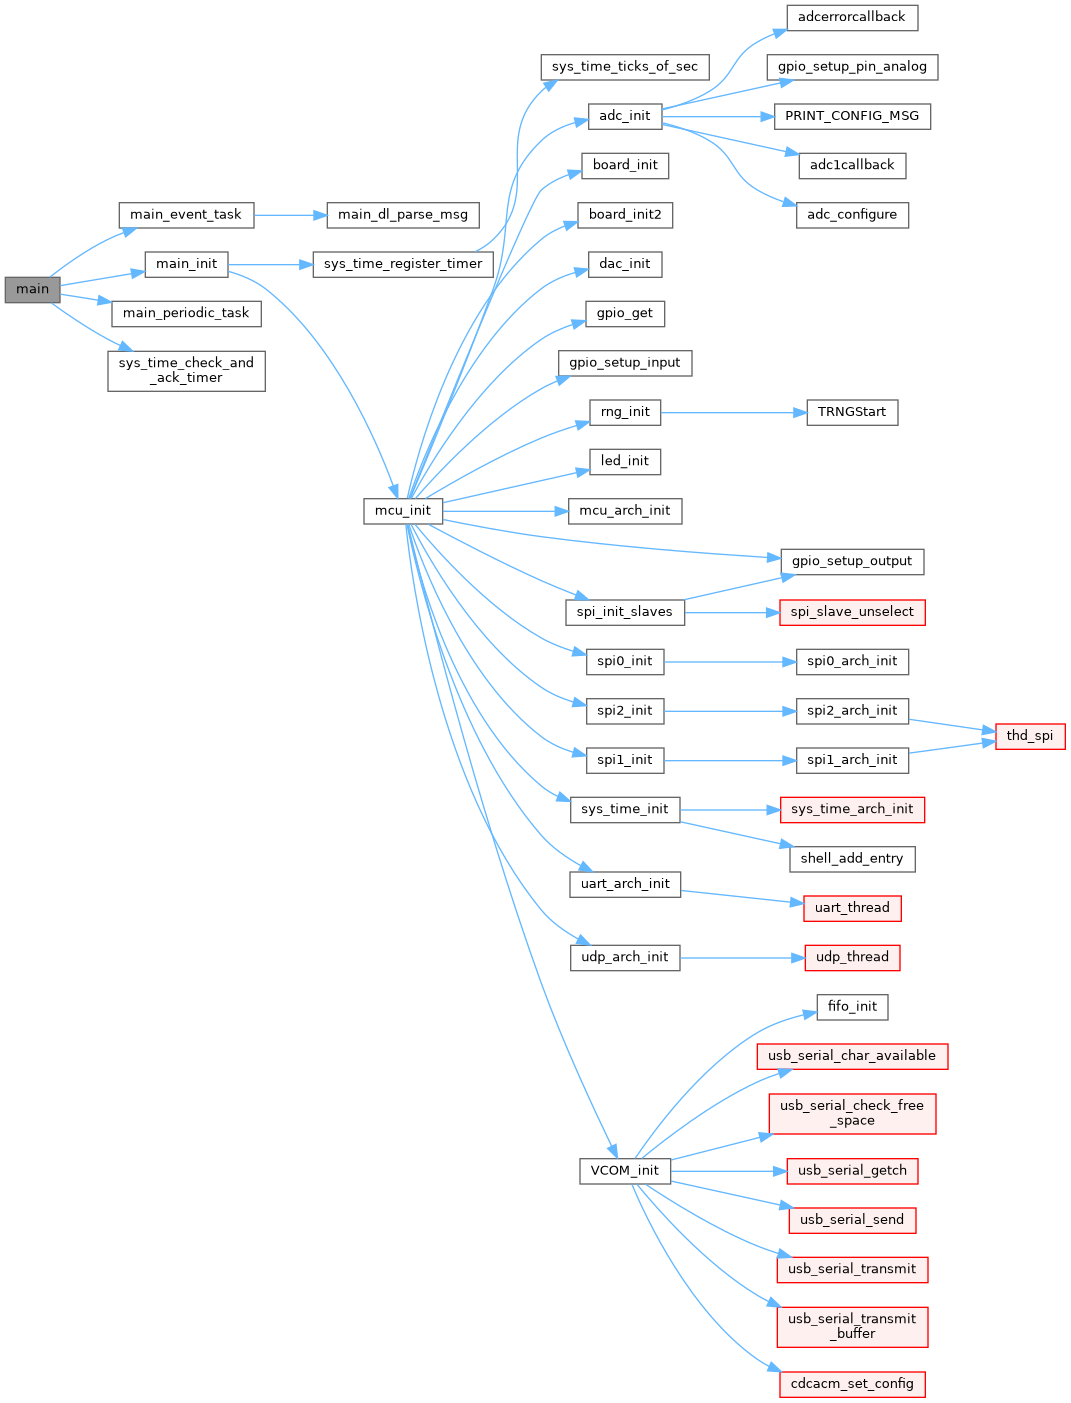 main
main_event_task
main_init
main_periodic_task
sys_time_check_and
_ack_timer
main_dl_parse_msg
sys_time_register_timer
mcu_init
sys_time_ticks_of_sec
adc_init
board_init
board_init2
dac_init
gpio_get
gpio_setup_input
rng_init
led_init
mcu_arch_init
spi_init_slaves
spi0_init
spi2_init
spi1_init
sys_time_init
uart_arch_init
udp_arch_init
VCOM_init
adcerrorcallback
gpio_setup_pin_analog
PRINT_CONFIG_MSG
adc1callback
adc_configure
TRNGStart
gpio_setup_output
spi_slave_unselect
spi0_arch_init
spi2_arch_init
spi1_arch_init
thd_spi
sys_time_arch_init
shell_add_entry
uart_thread
udp_thread
fifo_init
usb_serial_char_available
usb_serial_check_free
_space
usb_serial_getch
usb_serial_send
usb_serial_transmit
usb_serial_transmit
_buffer
cdcacm_set_config